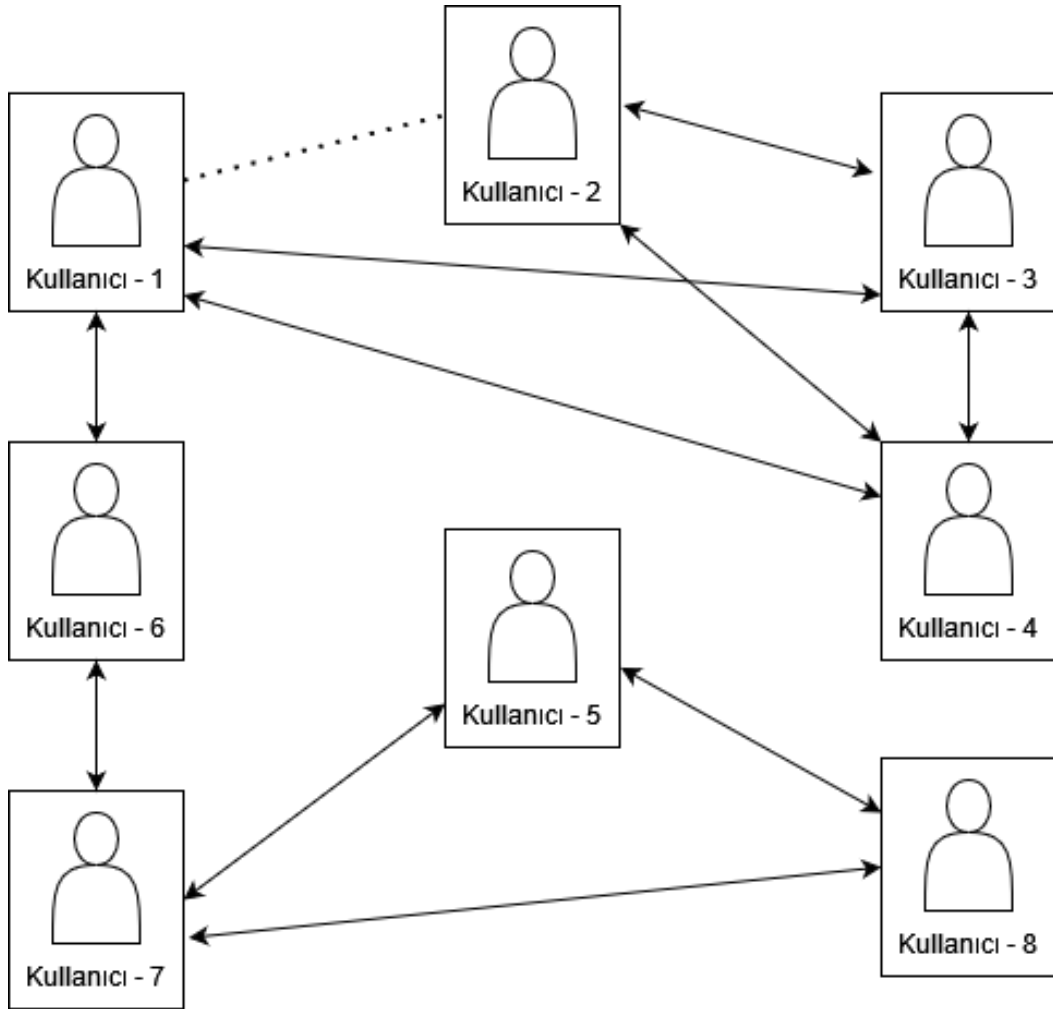 Kullanıcı - 1
Kullanıcı - 2
Kullanıcı - 3
Kullanıcı - 6
Kullanıcı - 5
Kullanıcı - 4
Kullanıcı - 7
Kullanıcı - 8